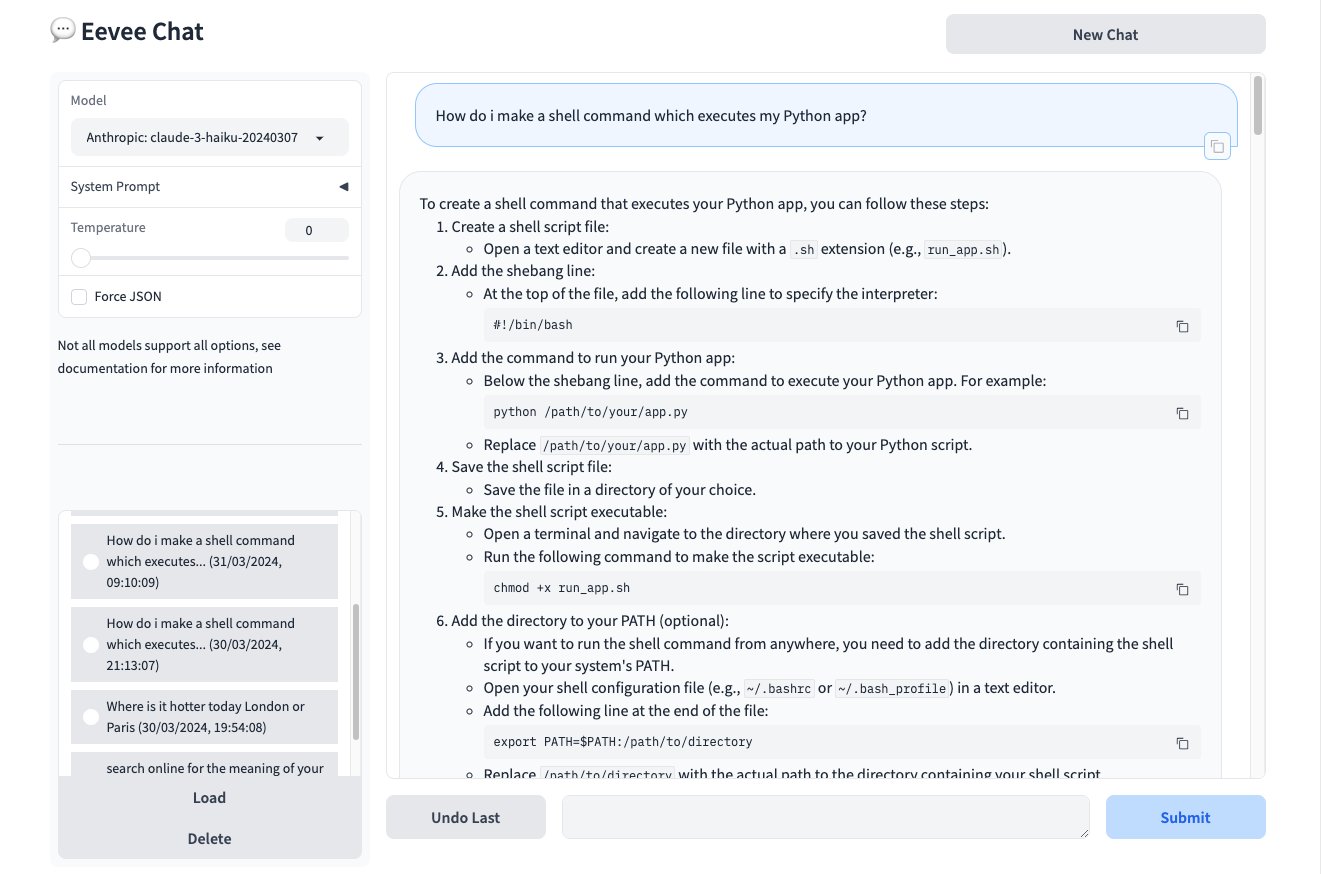 Eevee Chat
New Chat
Model
Anthropic: claude-3-haiku-20240307
System Prompt
Temperature
0
Force JSON
Not all models support all options, see
documentation for more information
How do i make a shell command
which executes... (31/03/2024,
09:10:09)
How do i make a shell command
which executes... (30/03/2024,
21:13:07)
Where is it hotter today London or
Paris (30/03/2024, 19:54:08)
search online for the meaning of your
Load
Delete
How do i make a shell command which executes my Python app?
To create a shell command that executes your Python app, you can follow these steps:
1. Create a shell script file:
Open a text editor and create a new file with a .sh extension (e.g., run_app.sh).
2. Add the shebang line:
At the top of the file, add the following line to specify the interpreter:
#!/bin/bash
3. Add the command to run your Python app:
Below the shebang line, add the command to execute your Python app. For example:
python /path/to/your/app.py
Replace /path/to/your/app.py with the actual path to your Python script.
4. Save the shell script file:
Save the file in a directory of your choice.
5. Make the shell script executable:
Open a terminal and navigate to the directory where you saved the shell script.
Run the following command to make the script executable:
chmod +x run_app.sh
6. Add the directory to your PATH (optional):
If you want to run the shell command from anywhere, you need to add the directory containing the shell
script to your system's PATH.
Open your shell configuration file (e.g., ~/.bashrc or ~/.bash_profile) in a text editor.
Add the following line at the end of the file:
export PATH=$PATH:/path/to/directory
Replace /path/to/directory with the actual path to the directory containing your shell script.
Undo Last
Submit